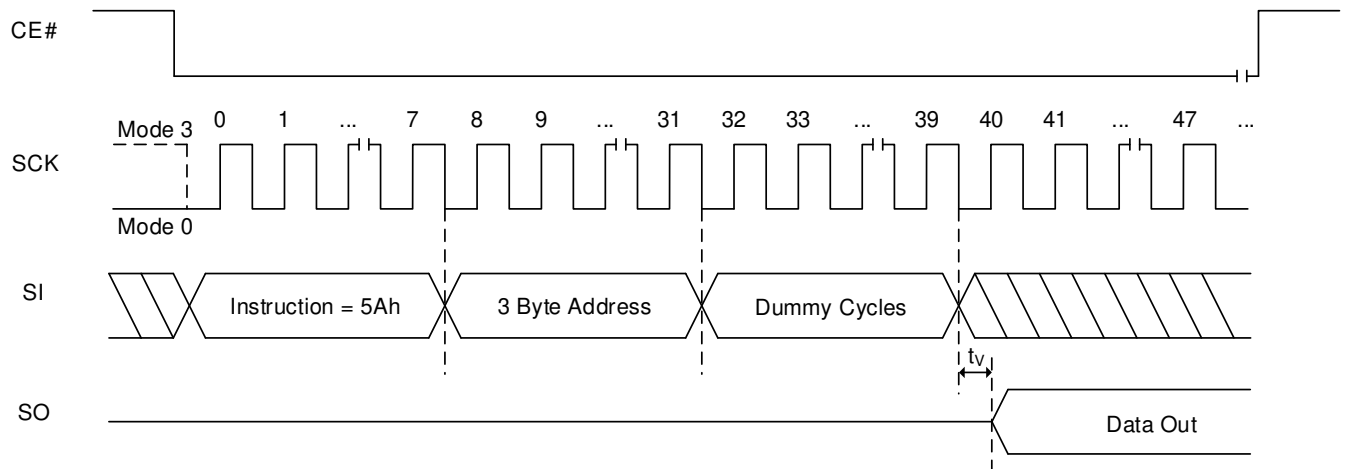 CE#
Mode 3 0 1 ... 7 8 9 ... 31 32 33 ... 39 40 41 ... 47 ...
SCK
Mode 0
SI Instruction = 5Ah 3 Byte Address Dummy Cycles
tV
SO Data Out